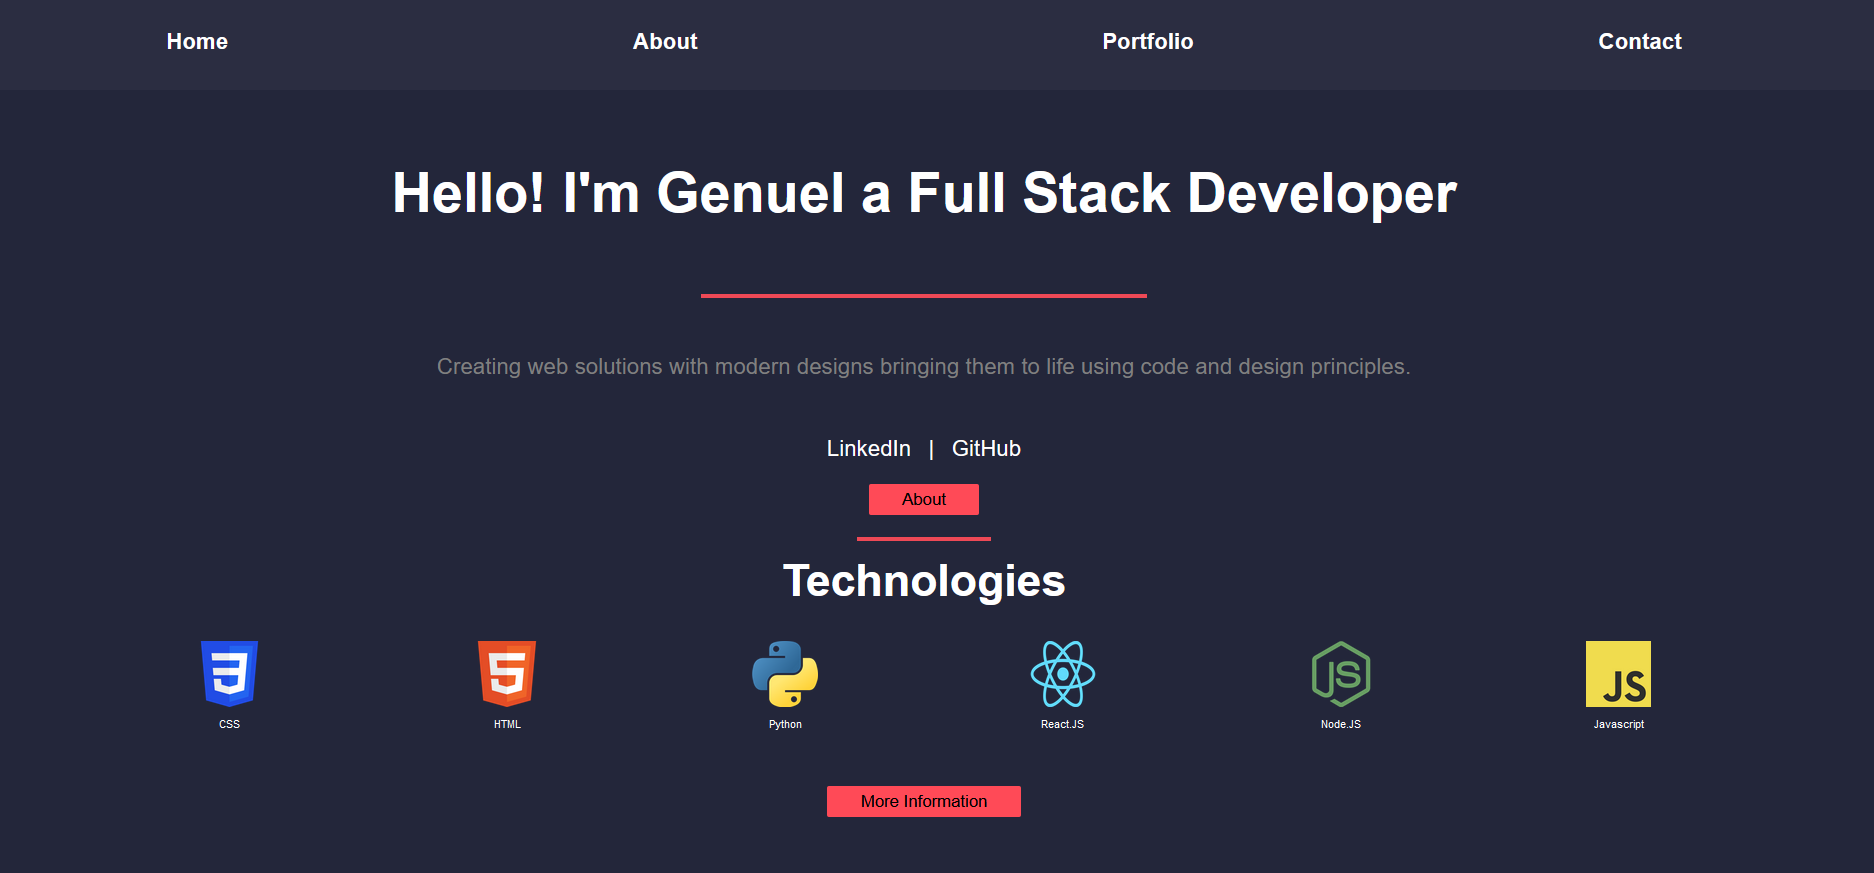 Home About Portfolio Contact
Hello! I'm Genuel a Full Stack Developer
Creating web solutions with modern designs bringing them to life using code and design principles.
LinkedIn | GitHub
About
Technologies
JS JS
CSS HTML Python React.JS Node.JS Javascript
More Information